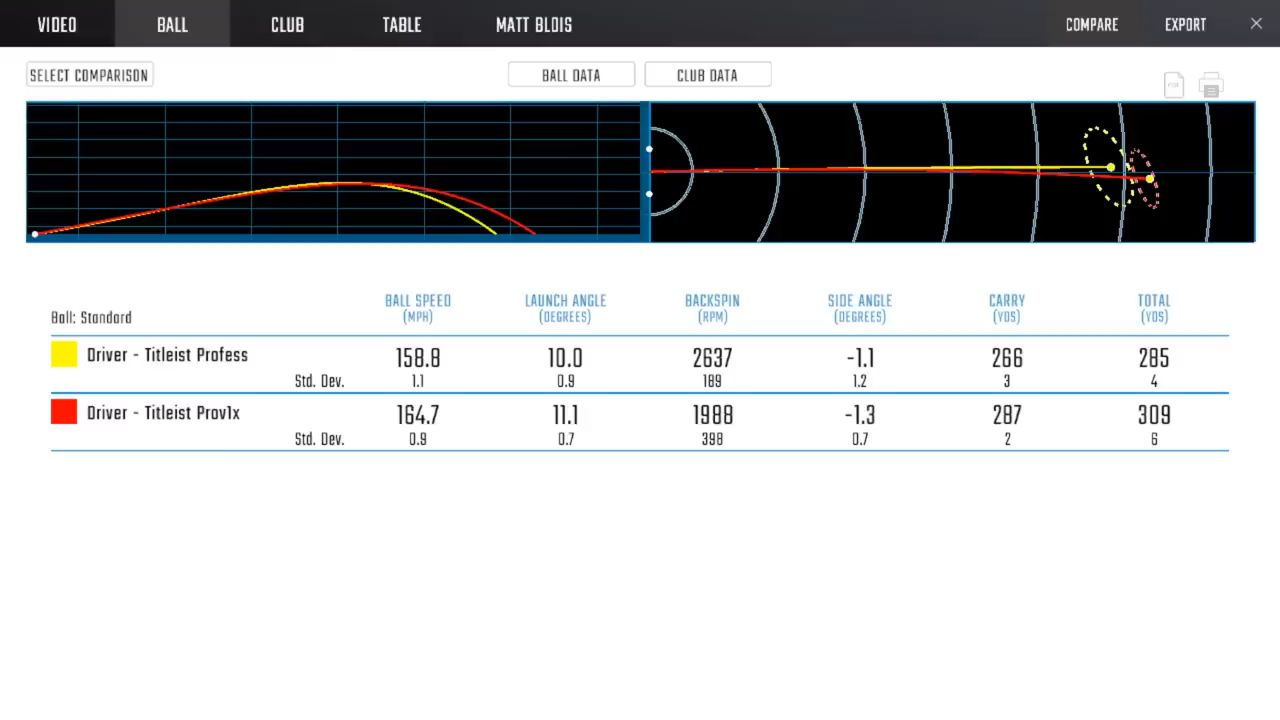 VIDEO BALL CLUB TABLE MATT BLOIS COMPARE EXPORT ×
SELECT COMPARISON BALL DATA CLUB DATA
BALL SPEED LAUNCH ANGLE BACKSPIN SIDE ANGLE CARRY TOTAL
Ball: Standard (MPH) (DEGREES) (RPM) (DEGREES) (YDS) (YDS)
Driver - Titleist Profess 158.8 10.0 2637 -1.1 266 285
Std. Dev. 1.1 0.9 189 1.2 3 4
Driver - Titleist Prov1x 164.7 11.1 1988 -1.3 287 309
Std. Dev. 0.9 0.7 398 0.7 2 6